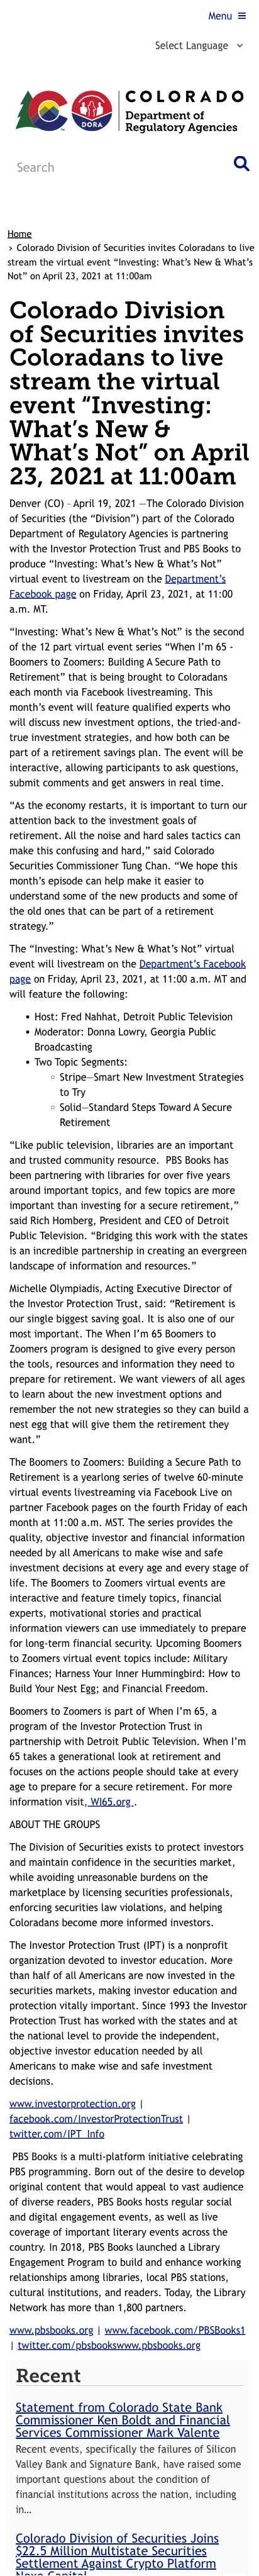 Menu
Select Language
COLORADO
Department of
Regulatory Agencies
DORA
Search
Home
› Colorado Division of Securities invites Coloradans to live
stream the virtual event “Investing: What’s New & What’s
Not” on April 23, 2021 at 11:00am
Colorado Division
of Securities invites
Coloradans to live
stream the virtual
event “Investing:
What’s New &
What’s Not” on April
23, 2021 at 11:00am
Denver (CO) – April 19, 2021 —The Colorado Division
of Securities (the “Division”) part of the Colorado
Department of Regulatory Agencies is partnering
with the Investor Protection Trust and PBS Books to
produce “Investing: What’s New & What’s Not”
virtual event to livestream on the Department’s
Facebook page on Friday, April 23, 2021, at 11:00
a.m. MT.
“Investing: What’s New & What’s Not” is the second
of the 12 part virtual event series “When I’m 65 -
Boomers to Zoomers: Building A Secure Path to
Retirement” that is being brought to Coloradans
each month via Facebook livestreaming. This
month’s event will feature qualified experts who
will discuss new investment options, the tried-and-
true investment strategies, and how both can be
part of a retirement savings plan. The event will be
interactive, allowing participants to ask questions,
submit comments and get answers in real time.
“As the economy restarts, it is important to turn our
attention back to the investment goals of
retirement. All the noise and hard sales tactics can
make this confusing and hard,” said Colorado
Securities Commissioner Tung Chan. “We hope this
month’s episode can help make it easier to
understand some of the new products and some of
the old ones that can be part of a retirement
strategy.”
The “Investing: What’s New & What’s Not” virtual
event will livestream on the Department’s Facebook
page on Friday, April 23, 2021, at 11:00 a.m. MT and
will feature the following:
• Host: Fred Nahhat, Detroit Public Television
• Moderator: Donna Lowry, Georgia Public
Broadcasting
• Two Topic Segments:
◦ Stripe—Smart New Investment Strategies
to Try
◦ Solid—Standard Steps Toward A Secure
Retirement
“Like public television, libraries are an important
and trusted community resource.  PBS Books has
been partnering with libraries for over five years
around important topics, and few topics are more
important than investing for a secure retirement,”
said Rich Homberg, President and CEO of Detroit
Public Television. “Bridging this work with the states
is an incredible partnership in creating an evergreen
landscape of information and resources.”
Michelle Olympiadis, Acting Executive Director of
the Investor Protection Trust, said: “Retirement is
our single biggest saving goal. It is also one of our
most important. The When I’m 65 Boomers to
Zoomers program is designed to give every person
the tools, resources and information they need to
prepare for retirement. We want viewers of all ages
to learn about the new investment options and
remember the not new strategies so they can build a
nest egg that will give them the retirement they
want.”
The Boomers to Zoomers: Building a Secure Path to
Retirement is a yearlong series of twelve 60-minute
virtual events livestreaming via Facebook Live on
partner Facebook pages on the fourth Friday of each
month at 11:00 a.m. MST. The series provides the
quality, objective investor and financial information
needed by all Americans to make wise and safe
investment decisions at every age and every stage of
life. The Boomers to Zoomers virtual events are
interactive and feature timely topics, financial
experts, motivational stories and practical
information viewers can use immediately to prepare
for long-term financial security. Upcoming Boomers
to Zoomers virtual event topics include: Military
Finances; Harness Your Inner Hummingbird: How to
Build Your Nest Egg; and Financial Freedom.
Boomers to Zoomers is part of When I’m 65, a
program of the Investor Protection Trust in
partnership with Detroit Public Television. When I’m
65 takes a generational look at retirement and
focuses on the actions people should take at every
age to prepare for a secure retirement. For more
information visit, WI65.org .
ABOUT THE GROUPS
The Division of Securities exists to protect investors
and maintain confidence in the securities market,
while avoiding unreasonable burdens on the
marketplace by licensing securities professionals,
enforcing securities law violations, and helping
Coloradans become more informed investors.
The Investor Protection Trust (IPT) is a nonprofit
organization devoted to investor education. More
than half of all Americans are now invested in the
securities markets, making investor education and
protection vitally important. Since 1993 the Investor
Protection Trust has worked with the states and at
the national level to provide the independent,
objective investor education needed by all
Americans to make wise and safe investment
decisions.
www.investorprotection.org |
facebook.com/InvestorProtectionTrust |
twitter.com/IPT_Info
PBS Books is a multi-platform initiative celebrating
PBS programming. Born out of the desire to develop
original content that would appeal to vast audience
of diverse readers, PBS Books hosts regular social
and digital engagement events, as well as live
coverage of important literary events across the
country. In 2018, PBS Books launched a Library
Engagement Program to build and enhance working
relationships among libraries, local PBS stations,
cultural institutions, and readers. Today, the Library
Network has more than 1,800 partners.
www.pbsbooks.org | www.facebook.com/PBSBooks1
| twitter.com/pbsbookswww.pbsbooks.org
Recent
Statement from Colorado State Bank
Commissioner Ken Boldt and Financial
Services Commissioner Mark Valente
Recent events, specifically the failures of Silicon
Valley Bank and Signature Bank, have raised some
important questions about the condition of
financial institutions across the nation, including
in…
Colorado Division of Securities Joins
$22.5 Million Multistate Securities
Settlement Against Crypto Platform
Nexo Capital